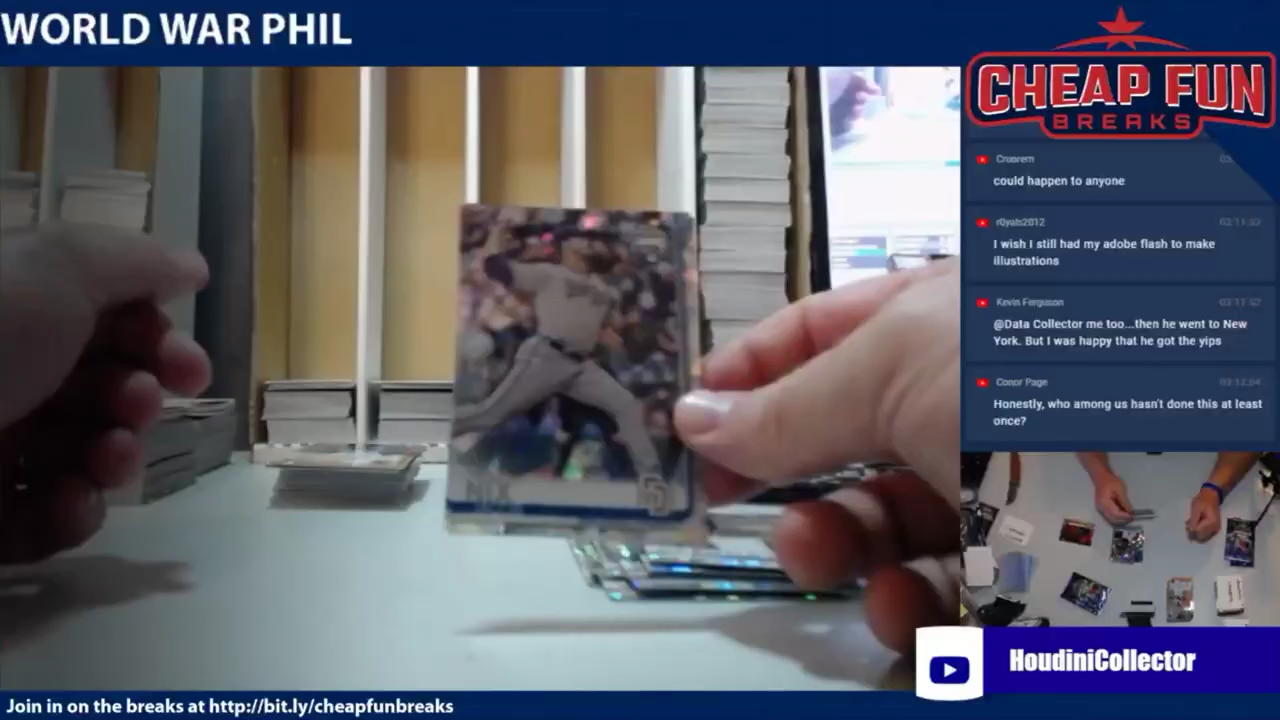 WORLD WAR PHIL
CHEAP FUN
BREAKS
could happen to anyone
r0yals2012
I wish I still had my adobe flash to make
illustrations
Kevin Ferguson
@Data Collector me too...then he went to New
York. But I was happy that he got the yips
Conor Page
Honestly, who among us hasn't done this at least
once?
NIX
SD
HoudiniCollector
Join in on the breaks at http://bit.ly/cheapfunbreaks